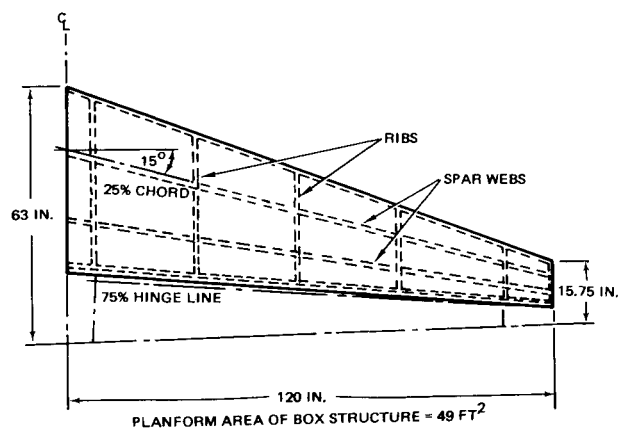 ℄
RIBS
15°
SPAR WEBS
25% CHORD
63 IN.
75% HINGE LINE
15.75 IN.
120 IN.
PLANFORM AREA OF BOX STRUCTURE = 49 FT²